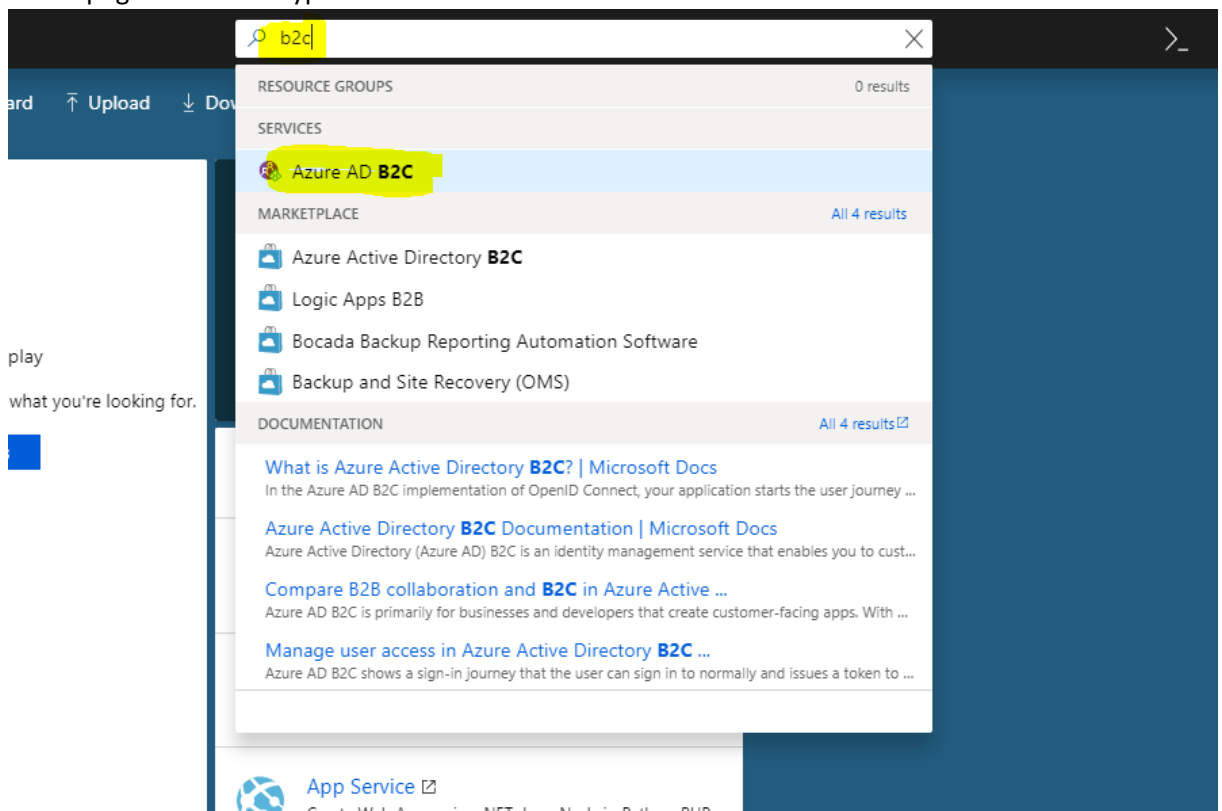 b2c
RESOURCE GROUPS 0 results
ard Upload Dov
SERVICES
Azure AD B2C
MARKETPLACE All 4 results
Azure Active Directory B2C
Logic Apps B2B
Bocada Backup Reporting Automation Software
play
Backup and Site Recovery (OMS)
what you're looking for.
DOCUMENTATION All 4 results
What is Azure Active Directory B2C? | Microsoft Docs
In the Azure AD B2C implementation of OpenID Connect, your application starts the user journey ...
Azure Active Directory B2C Documentation | Microsoft Docs
Azure Active Directory (Azure AD) B2C is an identity management service that enables you to cust...
Compare B2B collaboration and B2C in Azure Active ...
Azure AD B2C is primarily for businesses and developers that create customer-facing apps. With ...
Manage user access in Azure Active Directory B2C ...
Azure AD B2C shows a sign-in journey that the user can sign in to normally and issues a token to ...
App Service